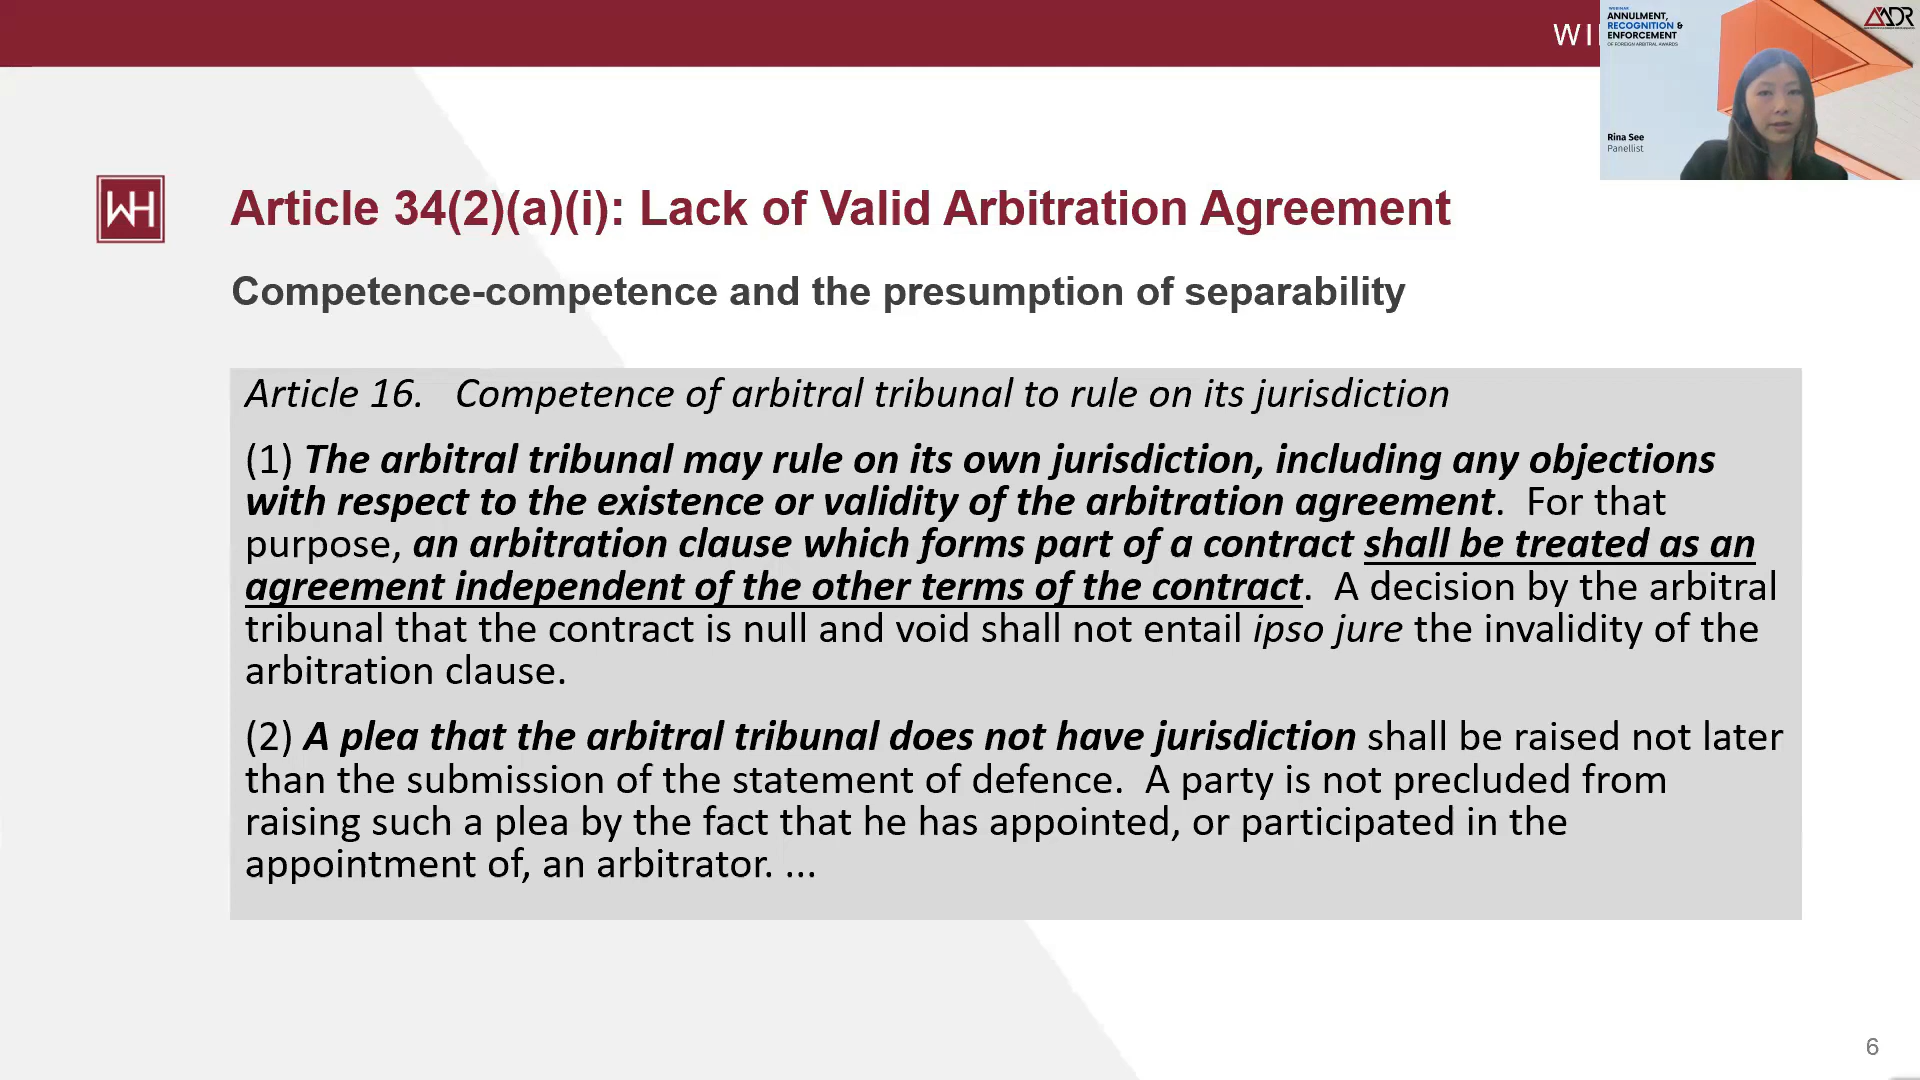 WI
WEBINAR
ANNULMENT,
RECOGNITION &
ENFORCEMENT
OF FOREIGN ARBITRAL AWARDS
Rina See
Panellist
WH
Article 34(2)(a)(i): Lack of Valid Arbitration Agreement
Competence-competence and the presumption of separability
Article 16. Competence of arbitral tribunal to rule on its jurisdiction
(1) The arbitral tribunal may rule on its own jurisdiction, including any objections
with respect to the existence or validity of the arbitration agreement. For that
purpose, an arbitration clause which forms part of a contract shall be treated as an
agreement independent of the other terms of the contract. A decision by the arbitral
tribunal that the contract is null and void shall not entail ipso jure the invalidity of the
arbitration clause.
(2) A plea that the arbitral tribunal does not have jurisdiction shall be raised not later
than the submission of the statement of defence. A party is not precluded from
raising such a plea by the fact that he has appointed, or participated in the
appointment of, an arbitrator. ...
6